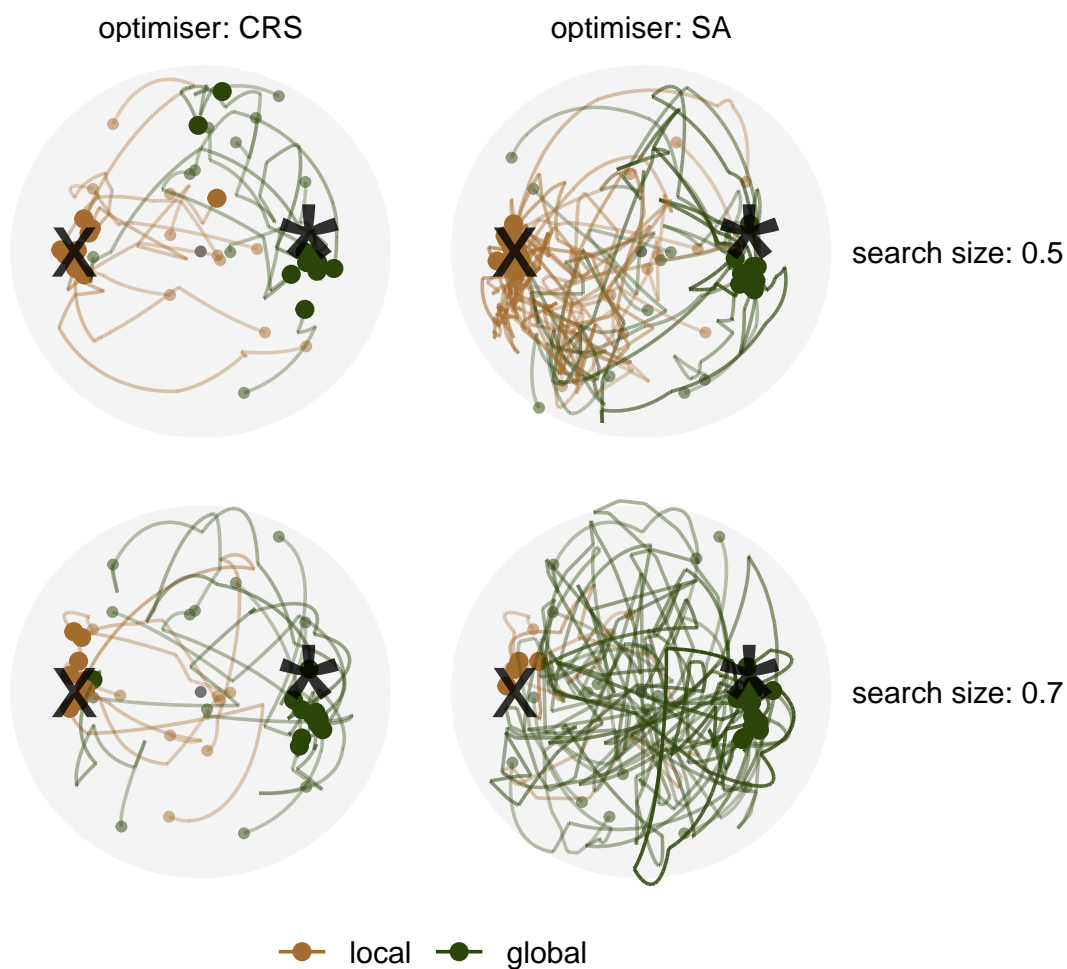 optimiser: CRS
optimiser: SA
search size: 0.5
search size: 0.7
local
global